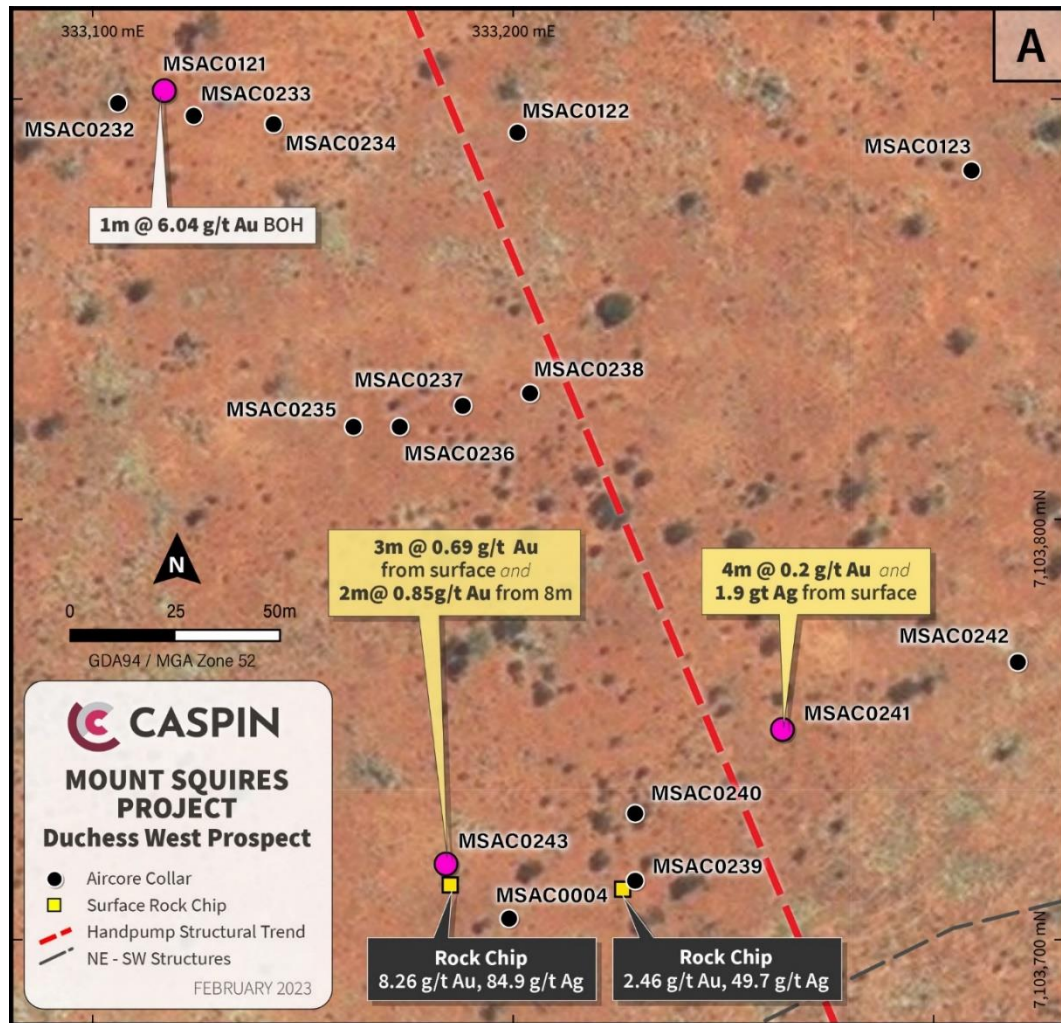 333,100 mE
333,200 mE
A
MSAC0121
MSAC0233
MSAC0232
MSAC0234
MSAC0122
MSAC0123
1m @ 6.04 g/t Au BOH
MSAC0237
MSAC0238
MSAC0235
MSAC0236
7,103,800 mN
3m @ 0.69 g/t Au
from surface and
2m@ 0.85g/t Au from 8m
4m @ 0.2 g/t Au and
1.9 gt Ag from surface
N
0 25 50m
GDA94 / MGA Zone 52
MSAC0242
MSAC0241
MSAC0240
MSAC0243
MSAC0239
MSAC0004
CASPIN
MOUNT SQUIRES
PROJECT
Duchess West Prospect
Aircore Collar
Surface Rock Chip
Handpump Structural Trend
NE - SW Structures
FEBRUARY 2023
Rock Chip
8.26 g/t Au, 84.9 g/t Ag
Rock Chip
2.46 g/t Au, 49.7 g/t Ag
7,103,700 mN